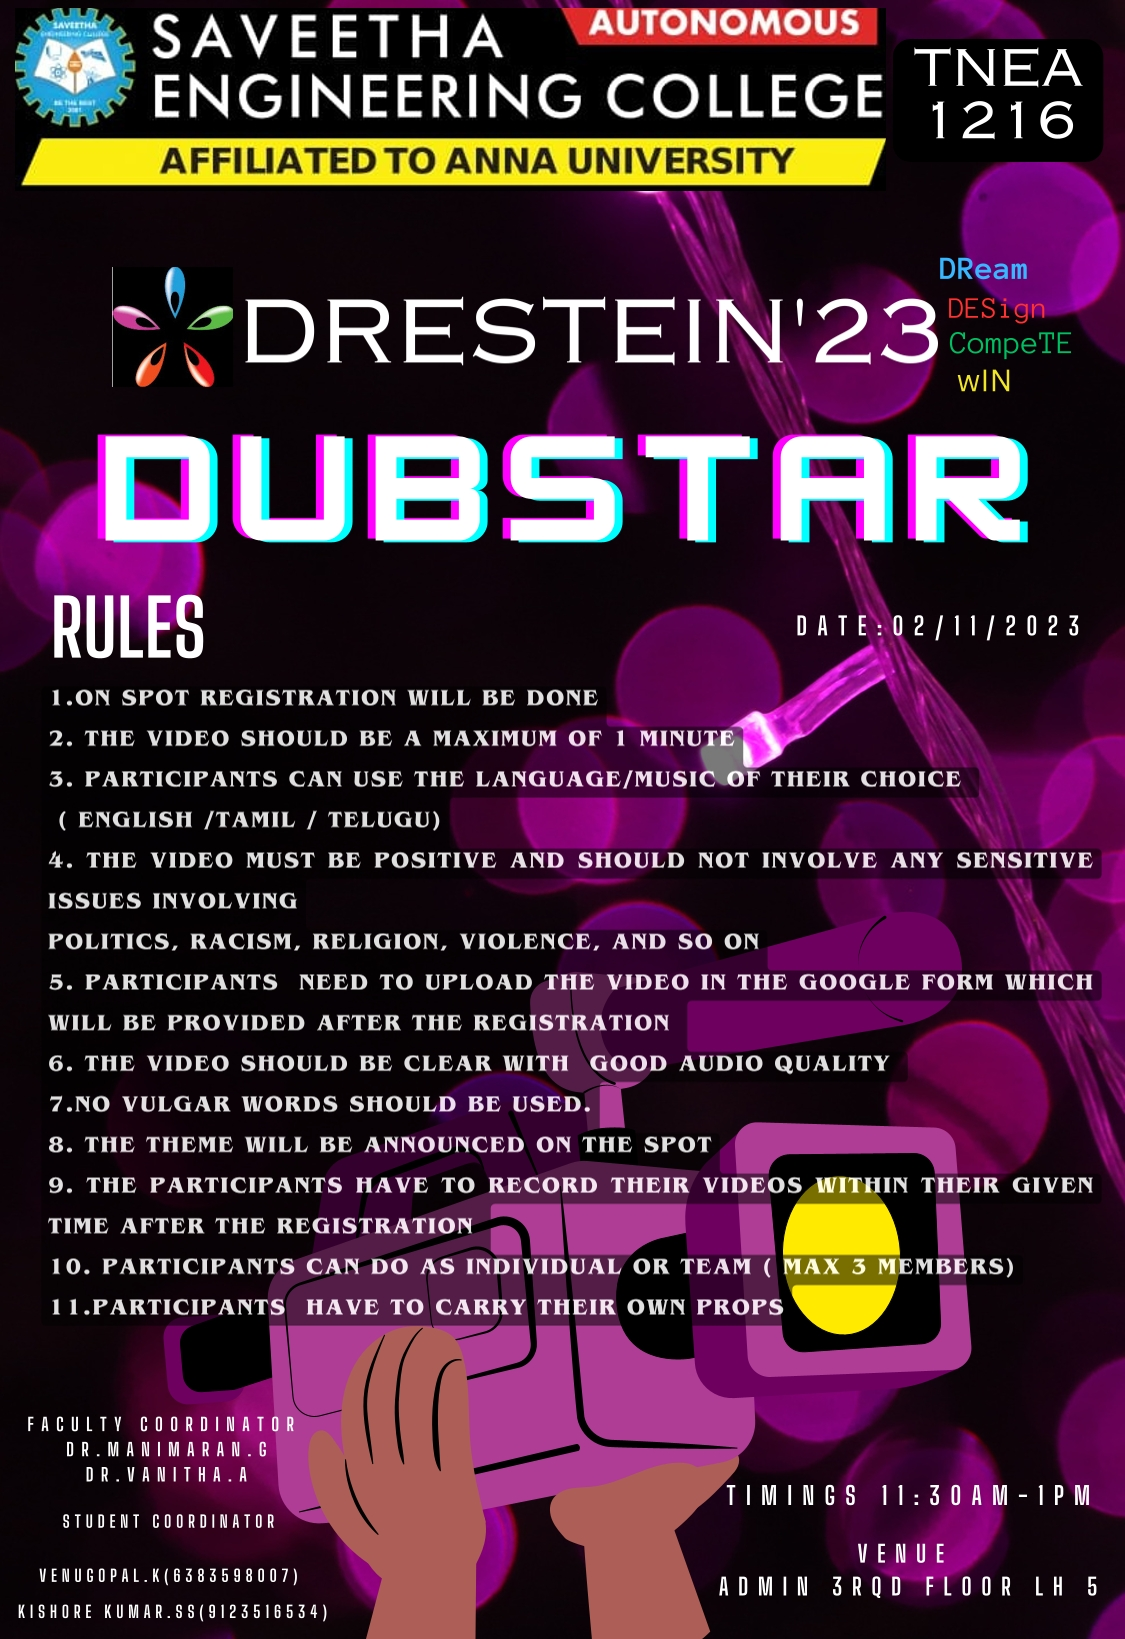 SAVEETHA
ENGINEERING COLLEGE
BE THE BEST
2001
SAVEETHA
ENGINEERING COLLEGE
AUTONOMOUS
AFFILIATED TO ANNA UNIVERSITY
TNEA
1216
DRESTEIN'23
DReam
DESign
CompeTE
wIN
DUBSTAR
RULES
DATE:02/11/2023
1.ON SPOT REGISTRATION WILL BE DONE
2. THE VIDEO SHOULD BE A MAXIMUM OF 1 MINUTE
3. PARTICIPANTS CAN USE THE LANGUAGE/MUSIC OF THEIR CHOICE
( ENGLISH /TAMIL / TELUGU)
4. THE VIDEO MUST BE POSITIVE AND SHOULD NOT INVOLVE ANY SENSITIVE
ISSUES INVOLVING
POLITICS, RACISM, RELIGION, VIOLENCE, AND SO ON
5. PARTICIPANTS NEED TO UPLOAD THE VIDEO IN THE GOOGLE FORM WHICH
WILL BE PROVIDED AFTER THE REGISTRATION
6. THE VIDEO SHOULD BE CLEAR WITH GOOD AUDIO QUALITY
7.NO VULGAR WORDS SHOULD BE USED.
8. THE THEME WILL BE ANNOUNCED ON THE SPOT
9. THE PARTICIPANTS HAVE TO RECORD THEIR VIDEOS WITHIN THEIR GIVEN
TIME AFTER THE REGISTRATION
10. PARTICIPANTS CAN DO AS INDIVIDUAL OR TEAM ( MAX 3 MEMBERS)
11.PARTICIPANTS HAVE TO CARRY THEIR OWN PROPS
FACULTY COORDINATOR
DR.MANIMARAN.G
DR.VANITHA.A
STUDENT COORDINATOR
VENUGOPAL.K(6383598007)
KISHORE KUMAR.SS(9123516534)
TIMINGS 11:30AM-1PM
VENUE
ADMIN 3RQD FLOOR LH 5